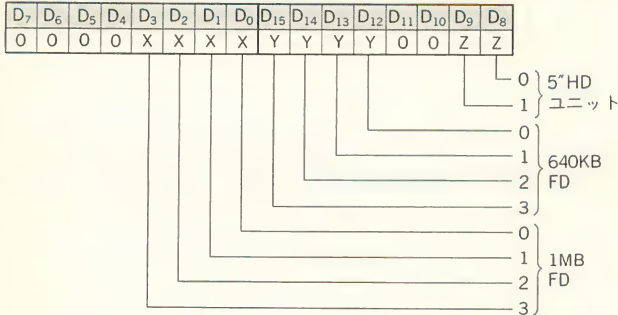 D7 D6 D5 D4 D3 D2 D1 D0 D15 D14 D13 D12 D11 D10 D9 D8
0 0 0 0 X X X X Y Y Y Y 0 0 Z Z
0
1
5″HD
ユニット
0
1
2
3
640KB
FD
0
1
2
3
1MB
FD